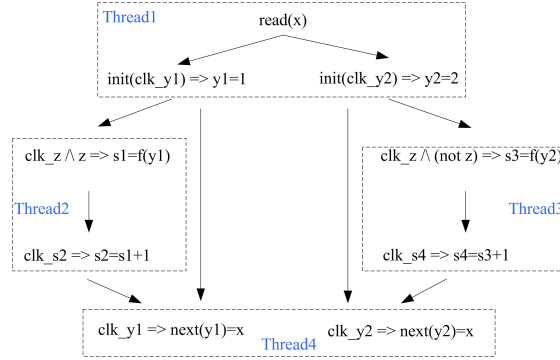 Thread1
read(x)
init(clk_y1) => y1=1
init(clk_y2) => y2=2
clk_z /\ z => s1=f(y1)
clk_z /\ (not z) => s3=f(y2)
Thread2
Thread3
clk_s2 => s2=s1+1
clk_s4 => s4=s3+1
clk_y1 => next(y1)=x
clk_y2 => next(y2)=x
Thread4